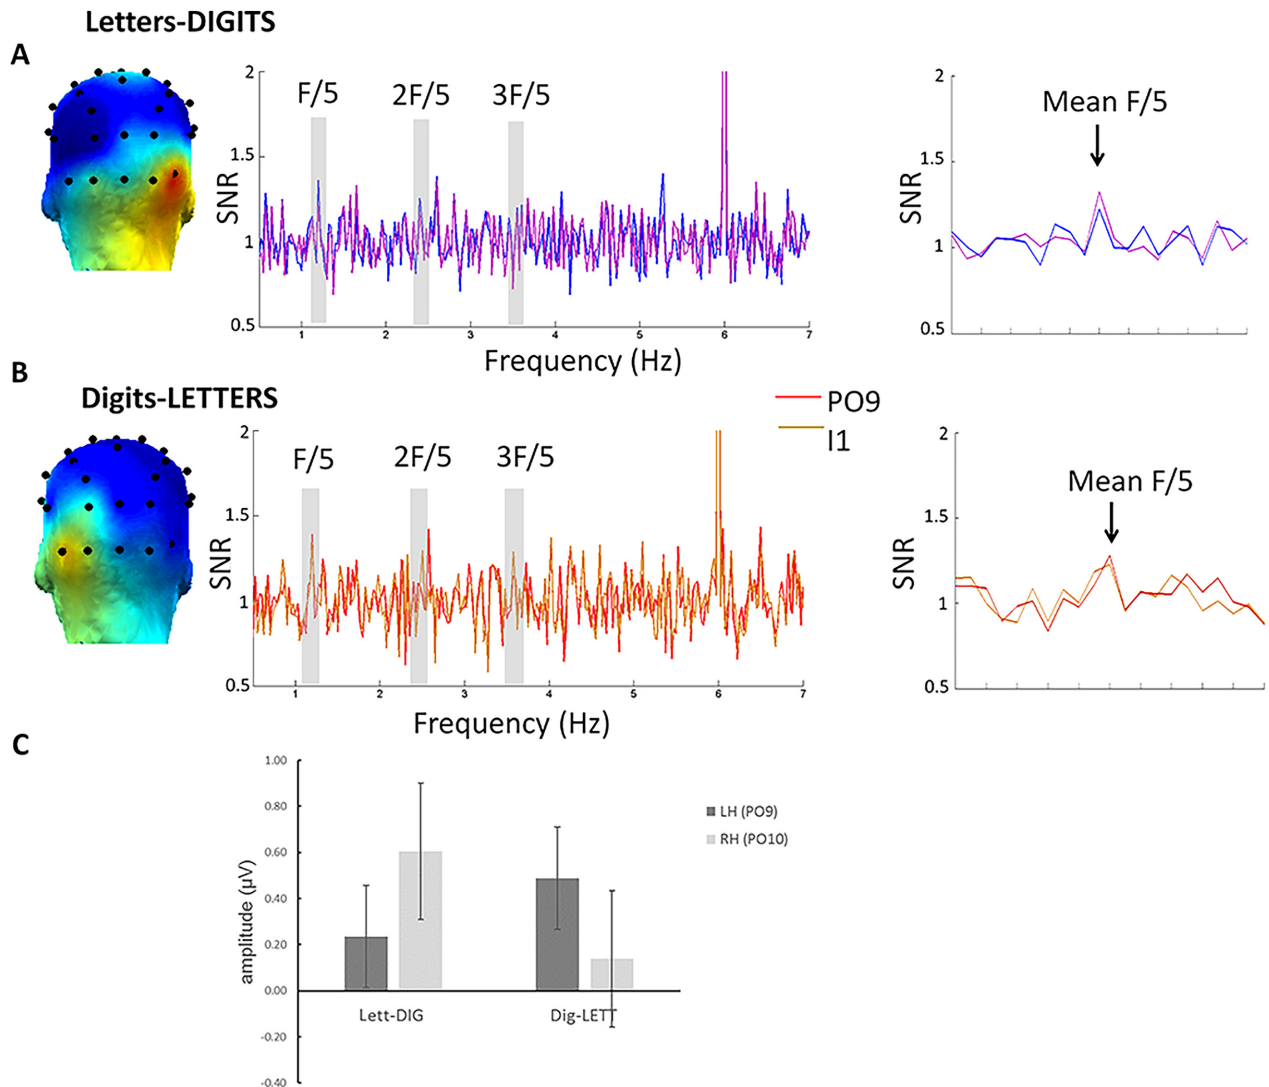 Letters-DIGITS
A
2
1.5
1
0.5
SNR
F/5
2F/5
3F/5
1
2
3
4
5
6
7
Frequency (Hz)
2
1.5
1
0.5
SNR
Mean F/5
B
Digits-LETTERS
PO9
I1
2
1.5
1
0.5
SNR
F/5
2F/5
3F/5
1
2
3
4
5
6
7
Frequency (Hz)
2
1.5
1
0.5
SNR
Mean F/5
C
1.00
0.80
0.60
0.40
0.20
0.00
-0.20
-0.40
amplitude (µV)
LH (PO9)
RH (PO10)
Lett-DIG
Dig-LETT